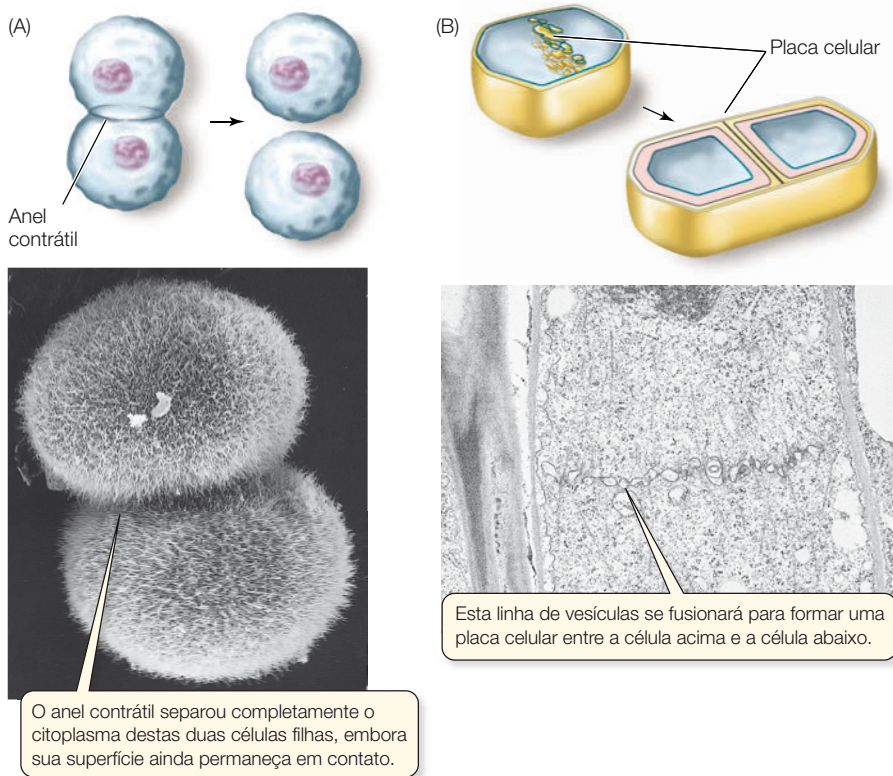 (A)
Anel
contrátil
O anel contrátil separou completamente o
citoplasma destas duas células filhas, embora
sua superfície ainda permaneça em contato.
(B)
Placa celular
Esta linha de vesículas se fusionará para formar uma
placa celular entre a célula acima e a célula abaixo.